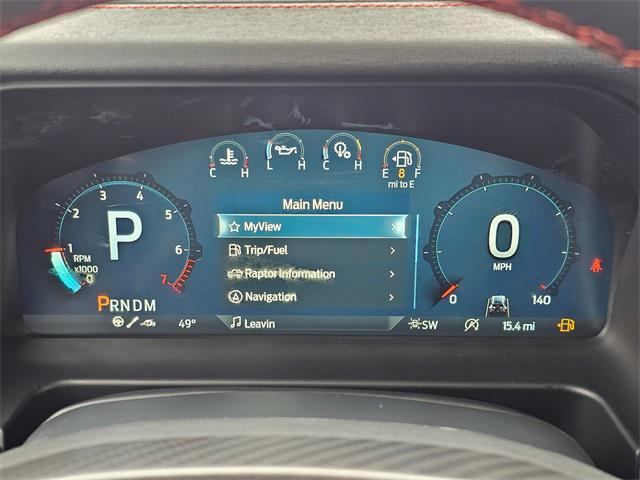 C H
L H
C H
E 8 F
mi to E
Main Menu
MyView
Trip/Fuel
Raptor Information
Navigation
P
RPM
x1000
0 1 2 3 4 5 6 7
0
MPH
0 140
PRNDM
49°
Leavin
SW
15.4 mi